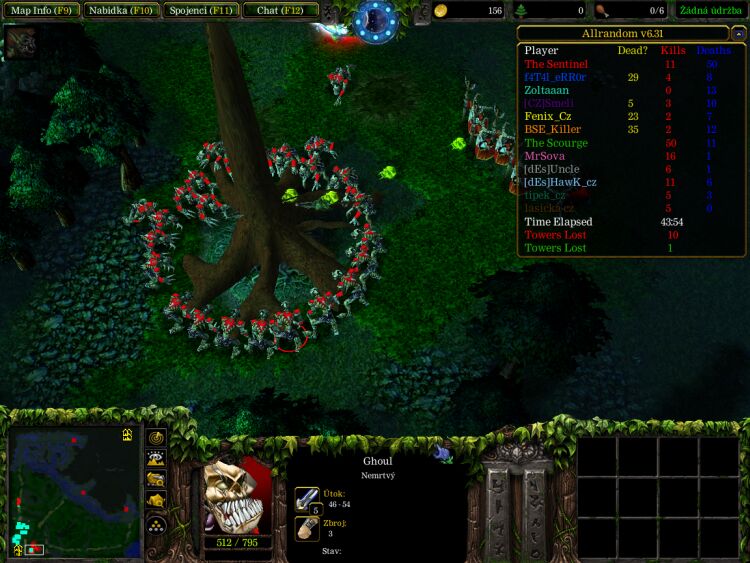 Map Info (F9) Nabídka (F10) Spojenci (F11) Chat (F12) 156 0 0/6 Žádná údržba
Allrandom v6.31
Player Dead? Kills Deaths
The Sentinel 11 50
f4T4l_eRR0r 29 4 8
Zoltaaan 0 13
[CZ]Smeli 5 3 10
Fenix_Cz 23 2 7
BSE_Killer 35 2 12
The Scourge 50 11
MrSova 16 1
[dEs]Uncle 6 1
[dEs]HawK_cz 11 6
tipek_cz 5 3
lasicka-cz 5 0
Time Elapsed 43:54
Towers Lost 10
Towers Lost 1
Ghoul
Nemrtvý
Útok:
46 - 54
5
Zbroj:
3
Stav:
512 / 795